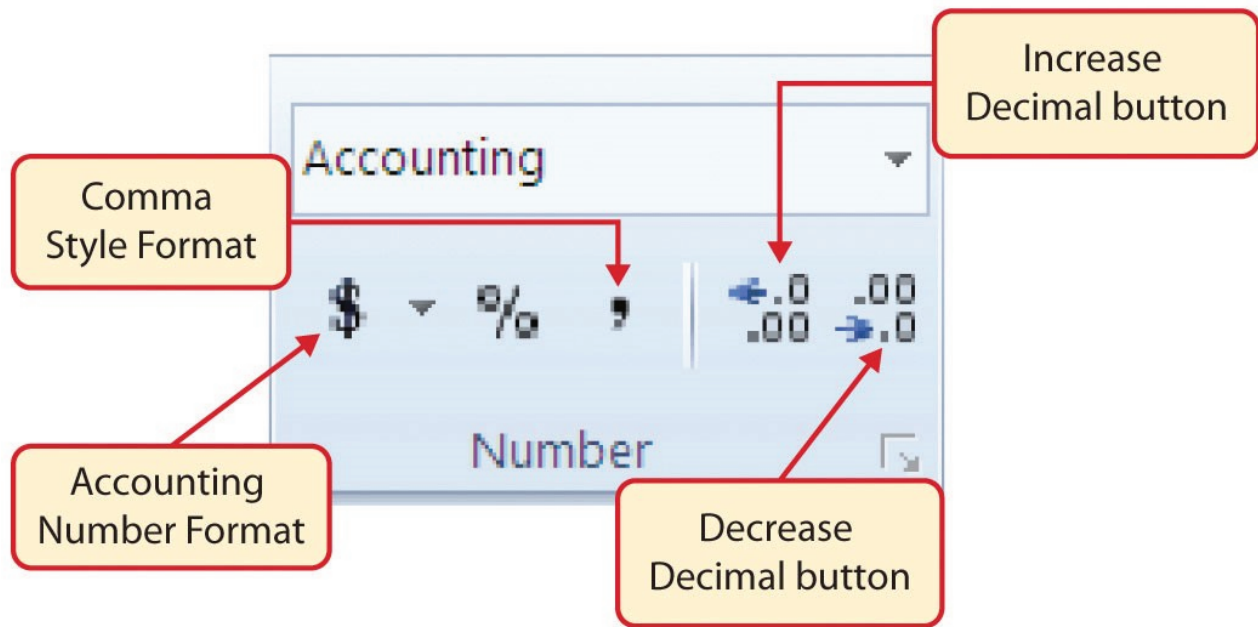 Increase
Decimal button
Accounting
Comma
Style Format
$ % , .0 .00
.00 .0
Number
Accounting
Number Format
Decrease
Decimal button